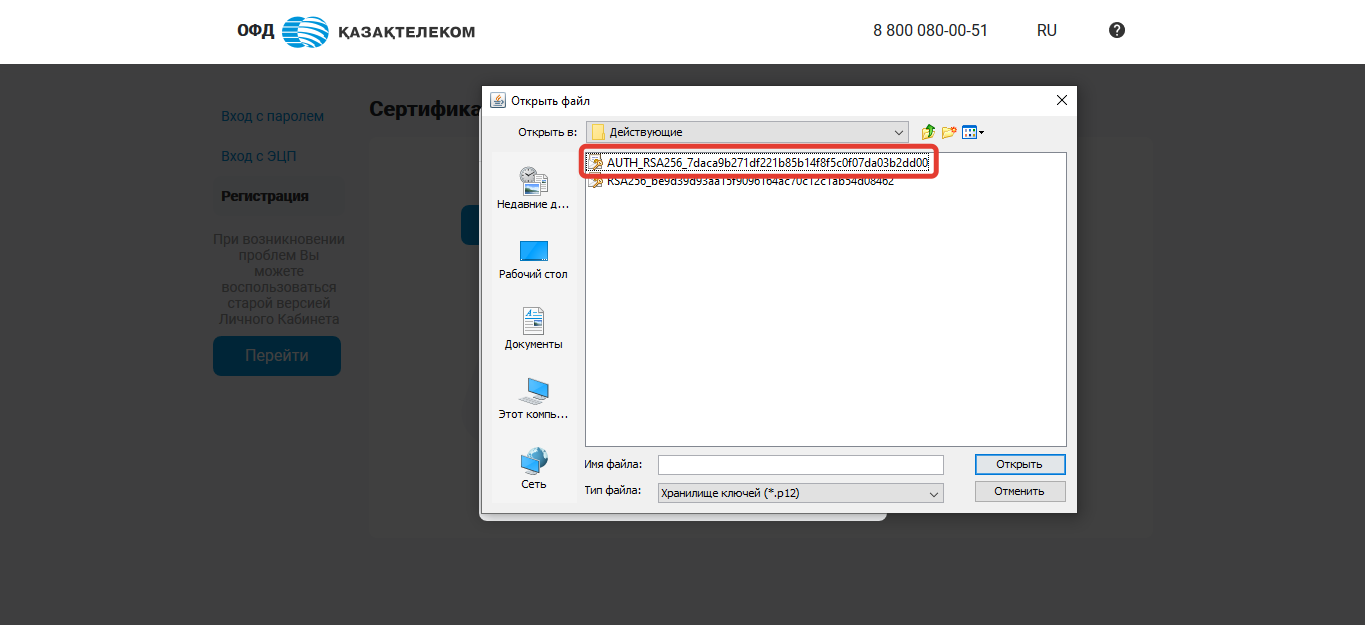 ОФД ҚАЗАҚТЕЛЕКОМ
8 800 080-00-51
RU
?
Вход с паролем
Вход с ЭЦП
Регистрация
При возникновении
проблем Вы
можете
воспользоваться
старой версией
Личного Кабинета
Перейти
Сертифика
Открыть файл
Открыть в:
Действующие
AUTH_RSA256_7daca9b271df221b85b14f8f5c0f07da03b2dd00
RSA256_be9d39d93aa15f9096164ac70c12c1ab54d08462
Недавние д...
Рабочий стол
Документы
Этот компь...
Сеть
Имя файла:
Открыть
Тип файла:
Хранилище ключей (*.p12)
Отменить